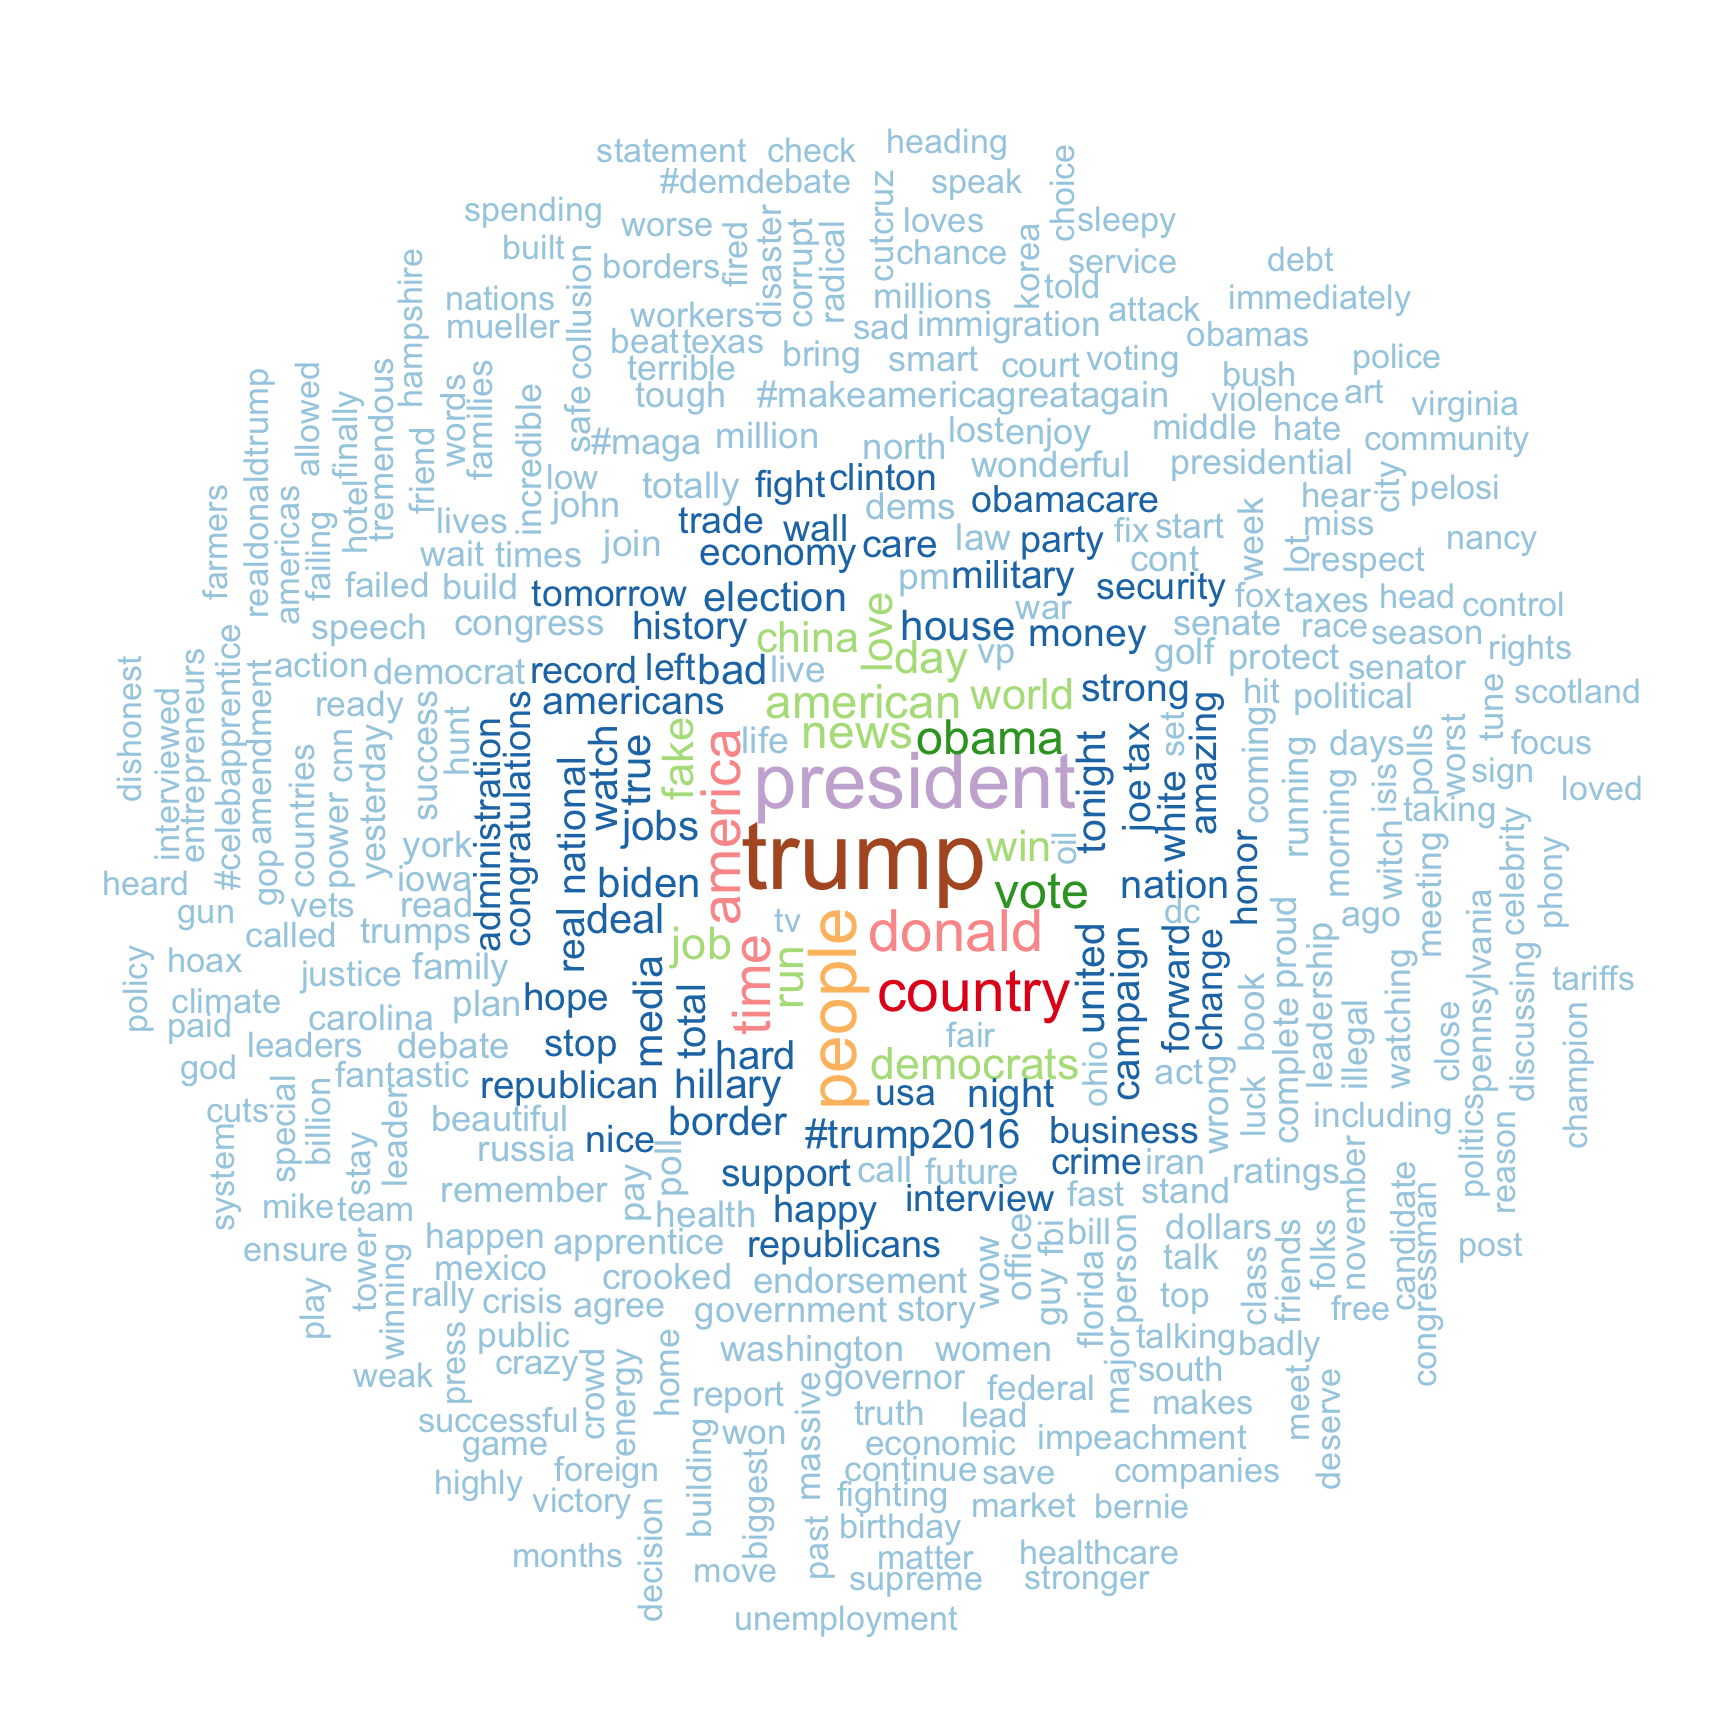 statement check heading
#demdebate speak choice
spending worse disaster cutcruz loves sleepy
built borders fired corrupt radical chance korea service debt
hampshire nations collusion workers millions told attack immediately
mueller beattexas sad immigration obamas
terrible bring smart court voting police
allowed tremendous words families safe tough #makeamericagreatagain bush violence art virginia
realdonaldtrump finally friend incredible #maga million north lostenjoy middle hate community
low totally fight clinton wonderful presidential city pelosi
farmers americas hotel john dems obamacare hear
failing lives trade wall law party fix start week lot miss nancy
wait times join economy care cont respect
failed build tomorrow election pm military security fox taxes head control
speech congress history china love house war money senate race season rights
dishonest interviewed entrepreneurs #celebapprentice amendment action democrat record left bad live day vp golf protect senator
ready success hunt americans american world strong hit political tune scotland
countries power cnn yesterday administration congratulations national watch true fake america life news obama tonight joe tax set amazing coming running days polls worst focus
president white isis sign loved
york jobs trump win oil morning witch taking
heard gop iowa biden vote nation honor meeting celebrity phony
gun vets read real deal tv dc ago
called trumps job people donald united forward proud leadership pennsylvania
policy hoax justice family media time run change discussing tariffs
climate plan hope total country campaign book watching
paid carolina stop fair complete illegal close champion
leaders debate hard democrats ohio act wrong luck
god fantastic republican hillary usa night
cuts special billion leader beautiful border #trump2016 business including politics reason
system stay russia nice poll support call future crime iran ratings november
mike team remember pay health happy interview fast stand candidate congressman
ensure happen apprentice republicans wow office fbi bill person dollars friends folks post
play tower winning mexico crooked endorsement guy florida talk class
rally crisis agree government story top free
press public home washington women major talking badly
weak crazy crowd energy governor south meet deserve
report massive federal makes
successful won truth lead
game building biggest economic impeachment
highly foreign continue save companies
victory decision past fighting market bernie
birthday
months move matter healthcare
supreme stronger
unemployment